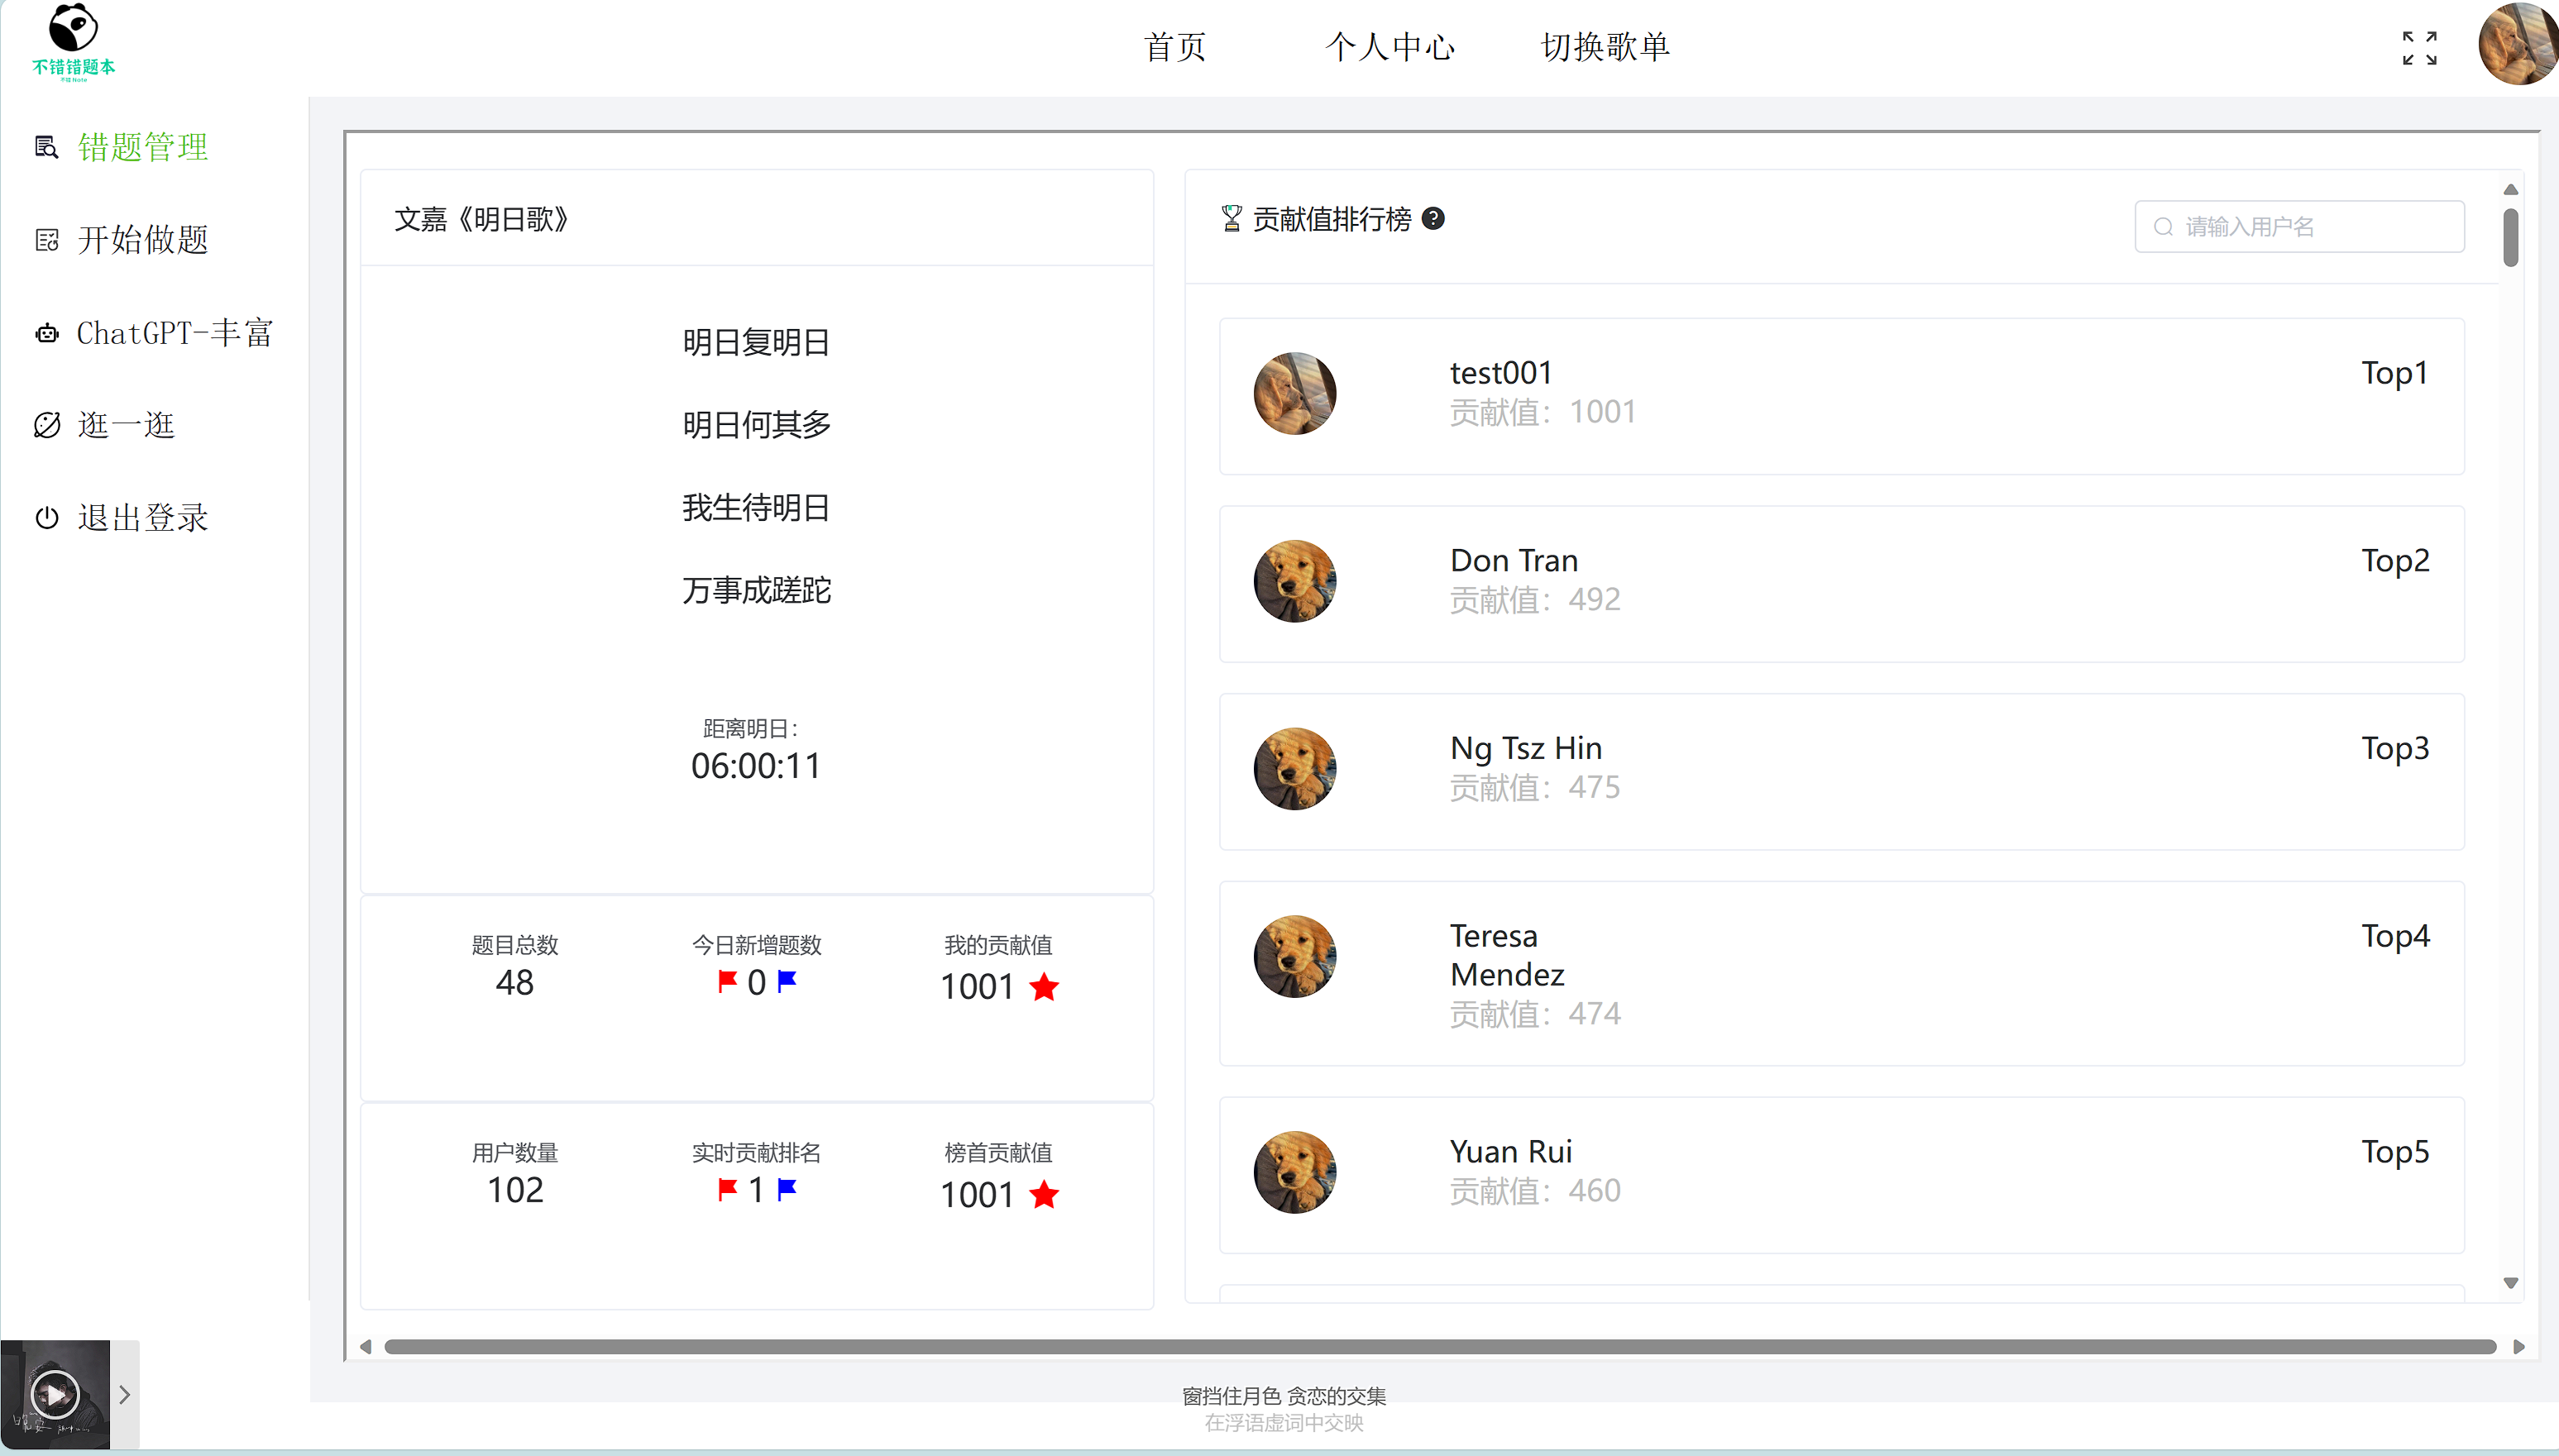 不错错题本
不错 Note
首页 个人中心 切换歌单
错题管理
开始做题
ChatGPT-丰富
逛一逛
退出登录
文嘉《明日歌》
明日复明日
明日何其多
我生待明日
万事成蹉跎
距离明日：
06:00:11
题目总数 今日新增题数 我的贡献值
48 0 1001
用户数量 实时贡献排名 榜首贡献值
102 1 1001
贡献值排行榜 ?
请输入用户名
test001 Top1
贡献值：1001
Don Tran Top2
贡献值：492
Ng Tsz Hin Top3
贡献值：475
Teresa Top4
Mendez
贡献值：474
Yuan Rui Top5
贡献值：460
窗挡住月色 贪恋的交集
在浮语虚词中交映